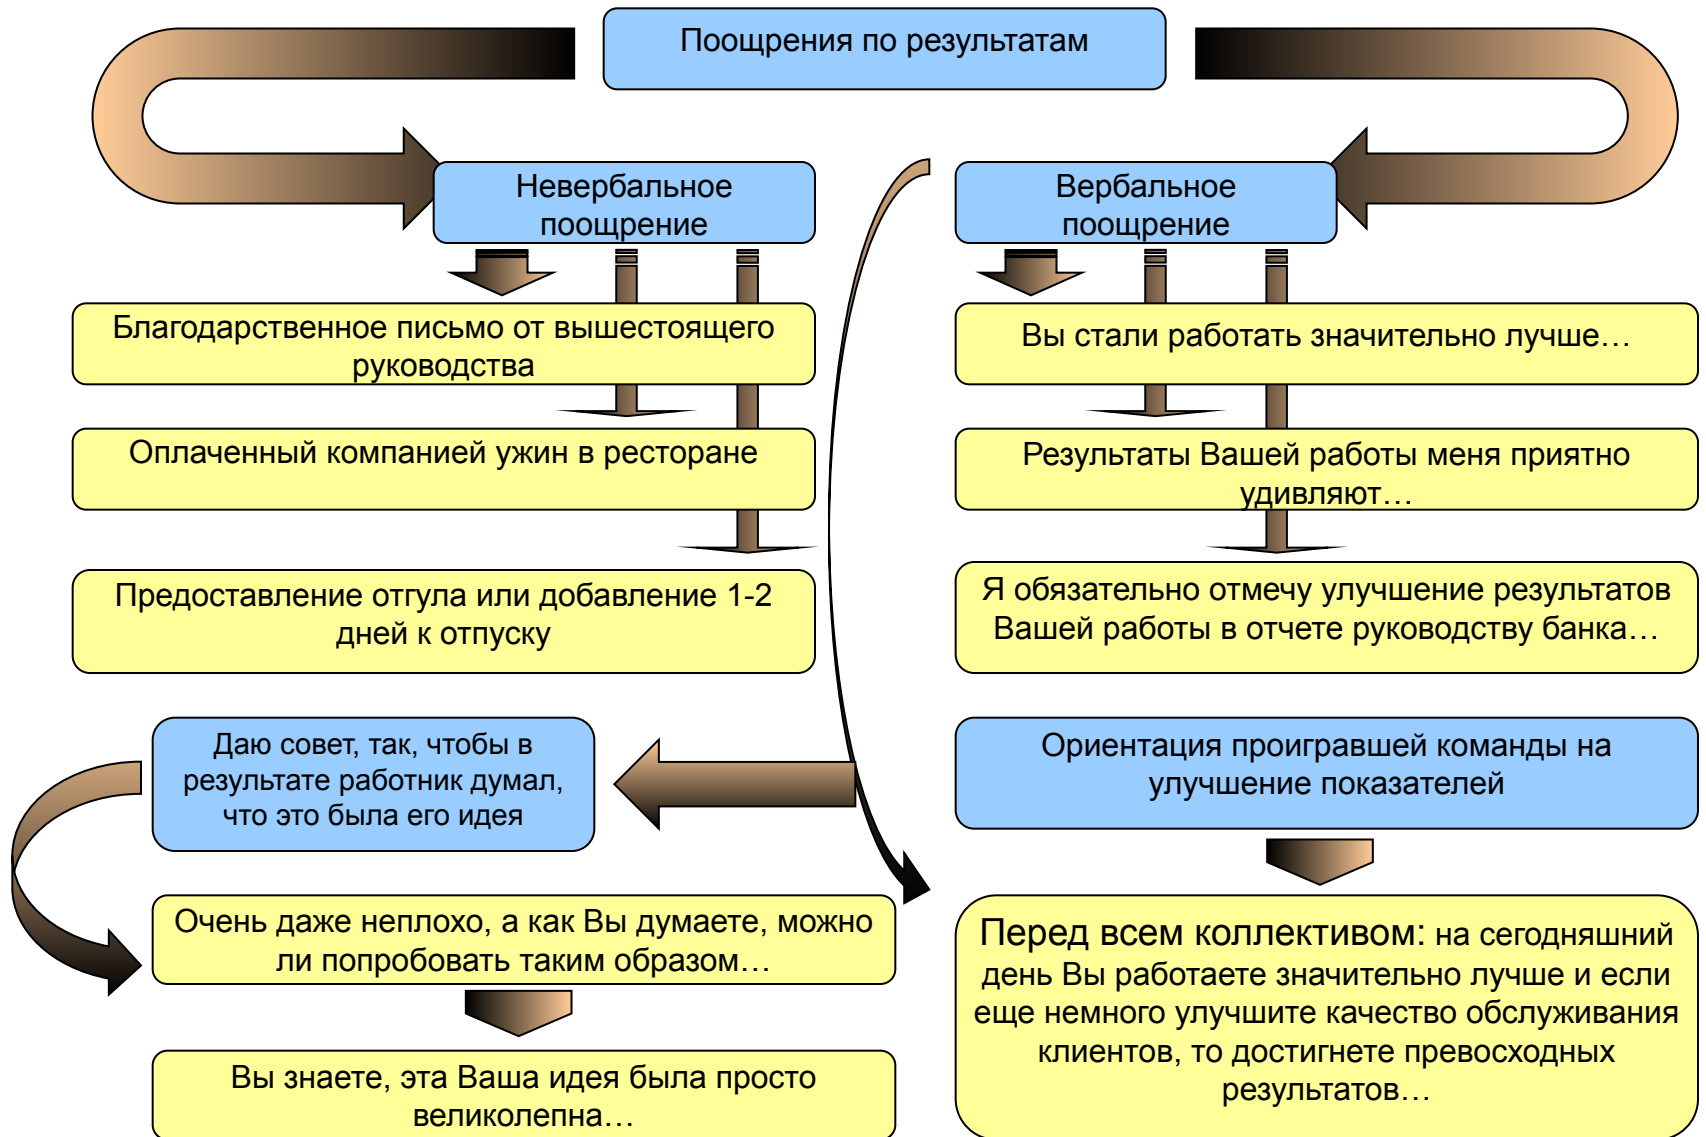 Поощрения по результатам
Невербальное
поощрение
Благодарственное письмо от вышестоящего
руководства
Оплаченный компанией ужин в ресторане
Предоставление отгула или добавление 1-2
дней к отпуску
Вербальное
поощрение
Вы стали работать значительно лучше…
Результаты Вашей работы меня приятно
удивляют…
Я обязательно отмечу улучшение результатов
Вашей работы в отчете руководству банка…
Даю совет, так, чтобы в
результате работник думал,
что это была его идея
Очень даже неплохо, а как Вы думаете, можно
ли попробовать таким образом…
Вы знаете, эта Ваша идея была просто
великолепна…
Ориентация проигравшей команды на
улучшение показателей
Перед всем коллективом: на сегодняшний
день Вы работаете значительно лучше и если
еще немного улучшите качество обслуживания
клиентов, то достигнете превосходных
результатов…